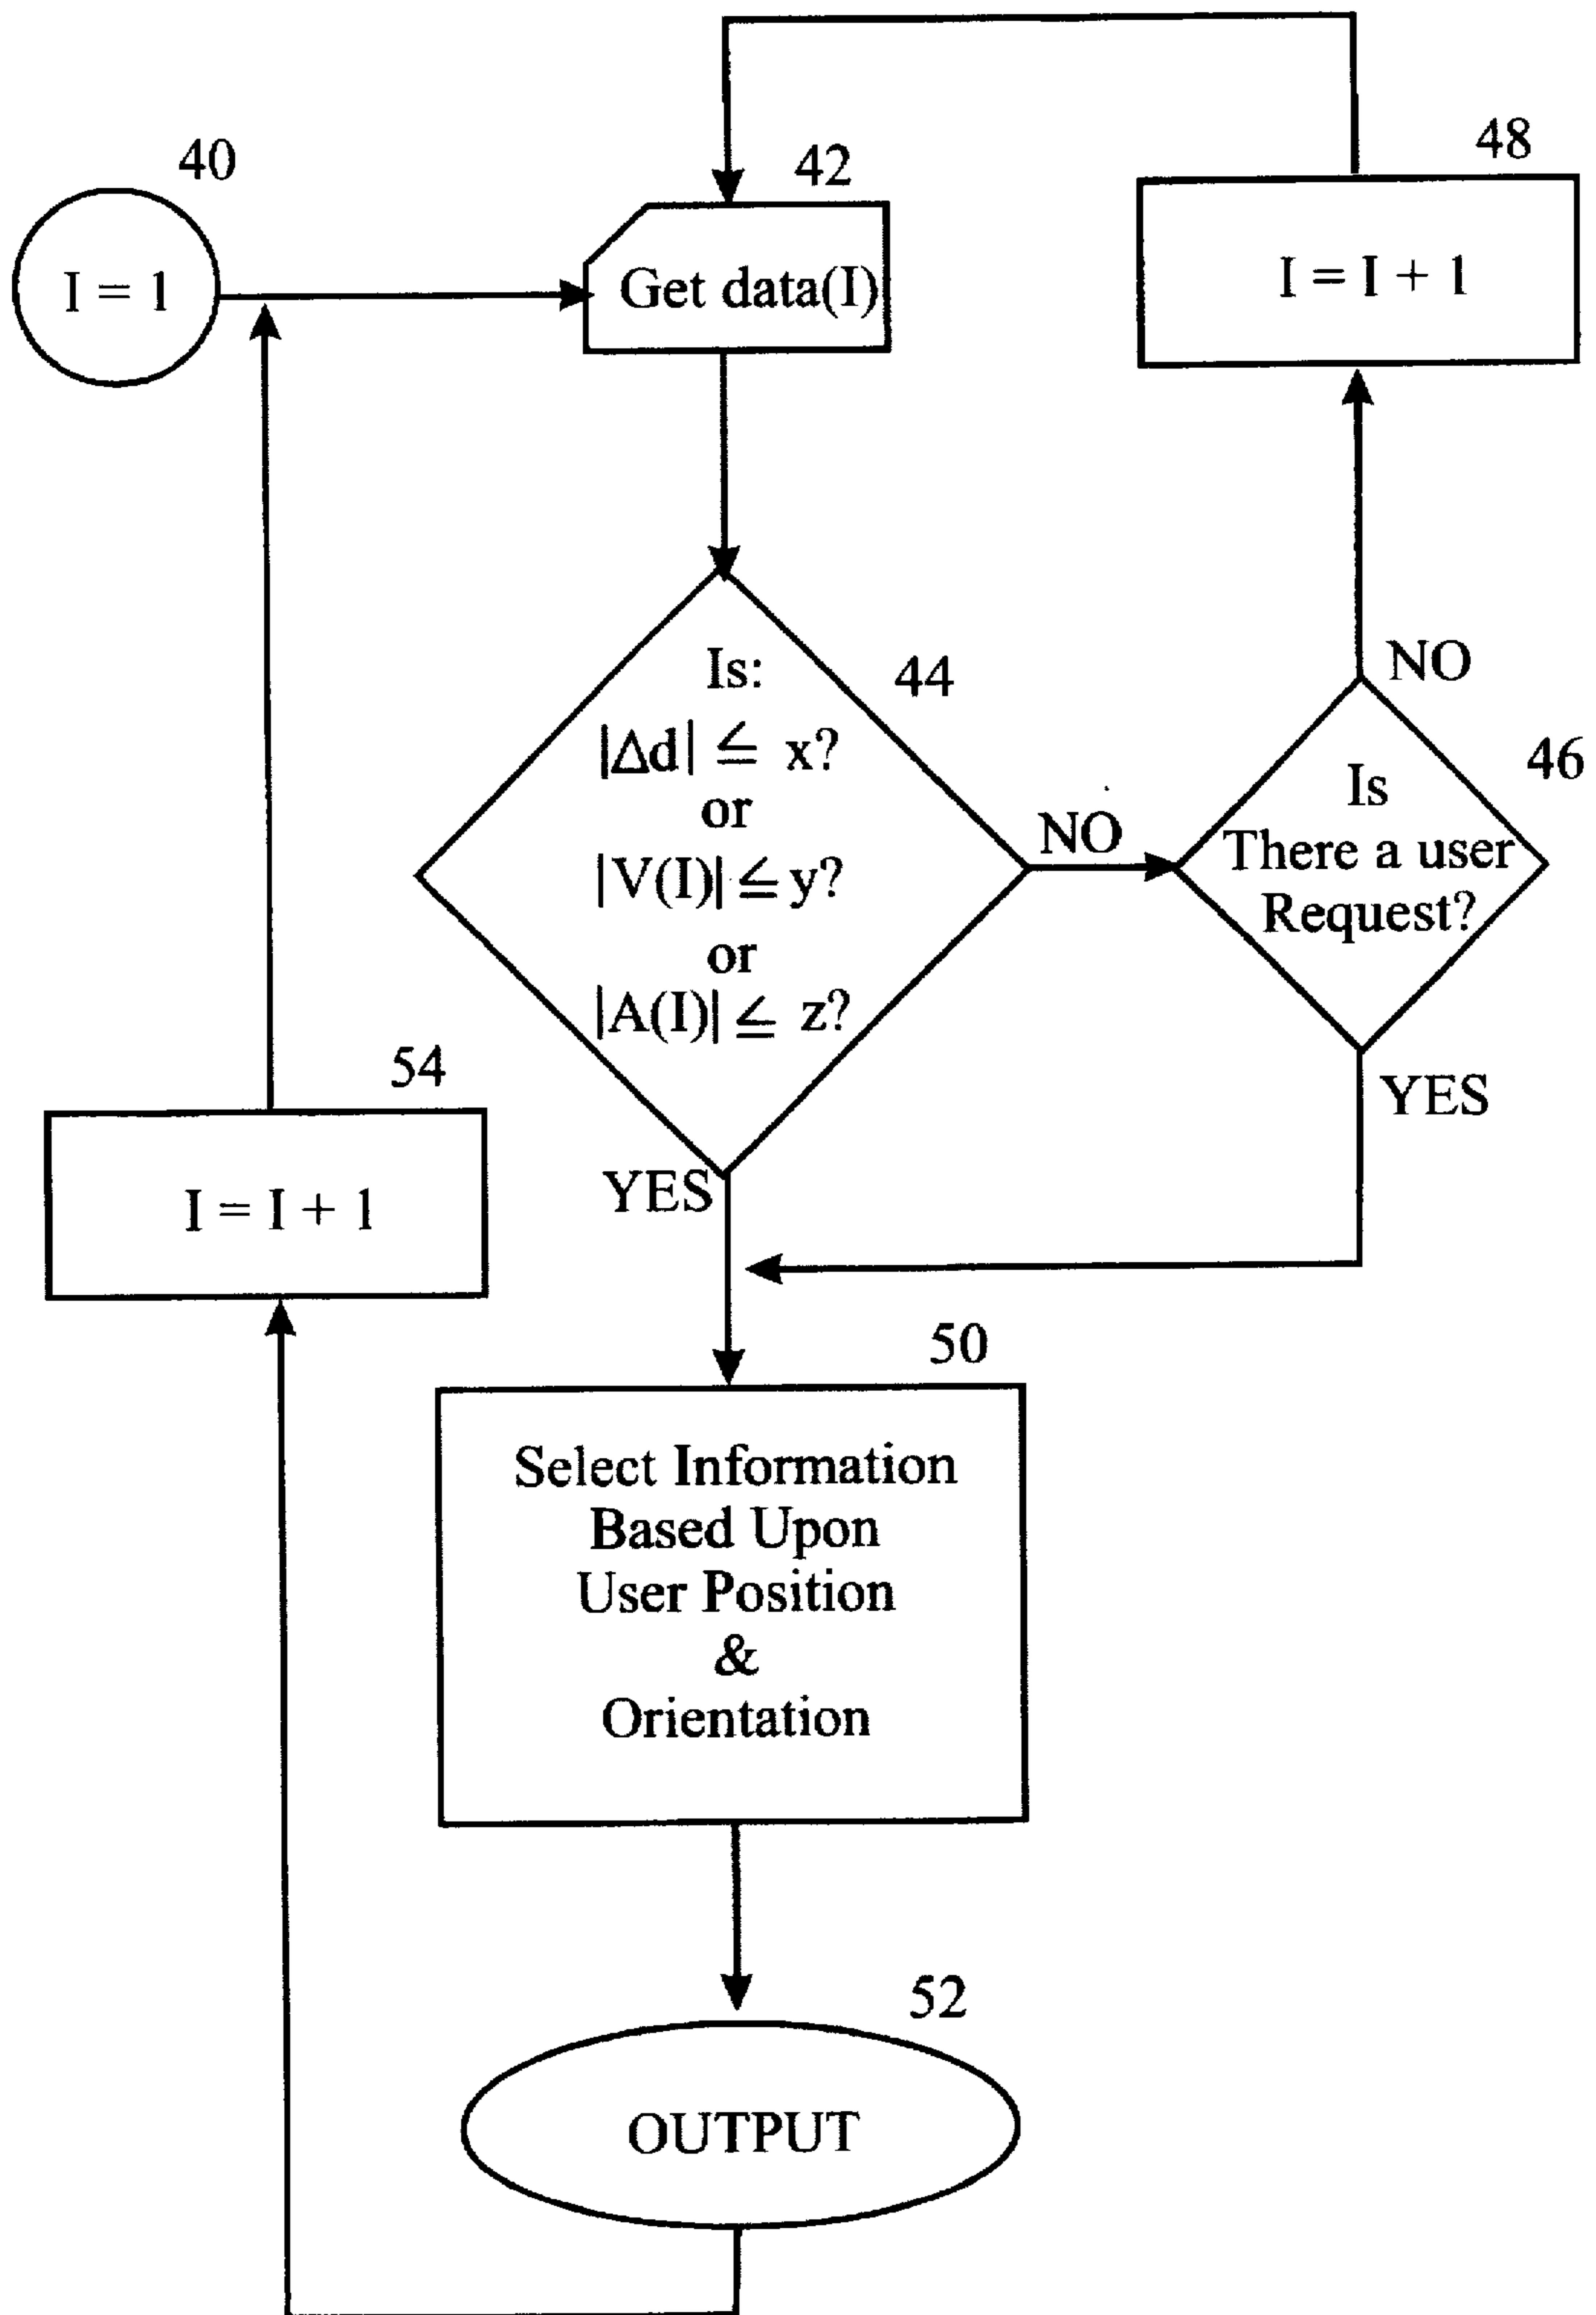 40
I = 1
42
Get data(I)
48
I = I + 1
44
Is:
|Δd| ≦ x?
or
|V(I)| ≦ y?
or
|A(I)| ≦ z?
NO
YES
46
Is
There a user
Request?
NO
YES
54
I = I + 1
50
Select Information
Based Upon
User Position
&
Orientation
52
OUTPUT